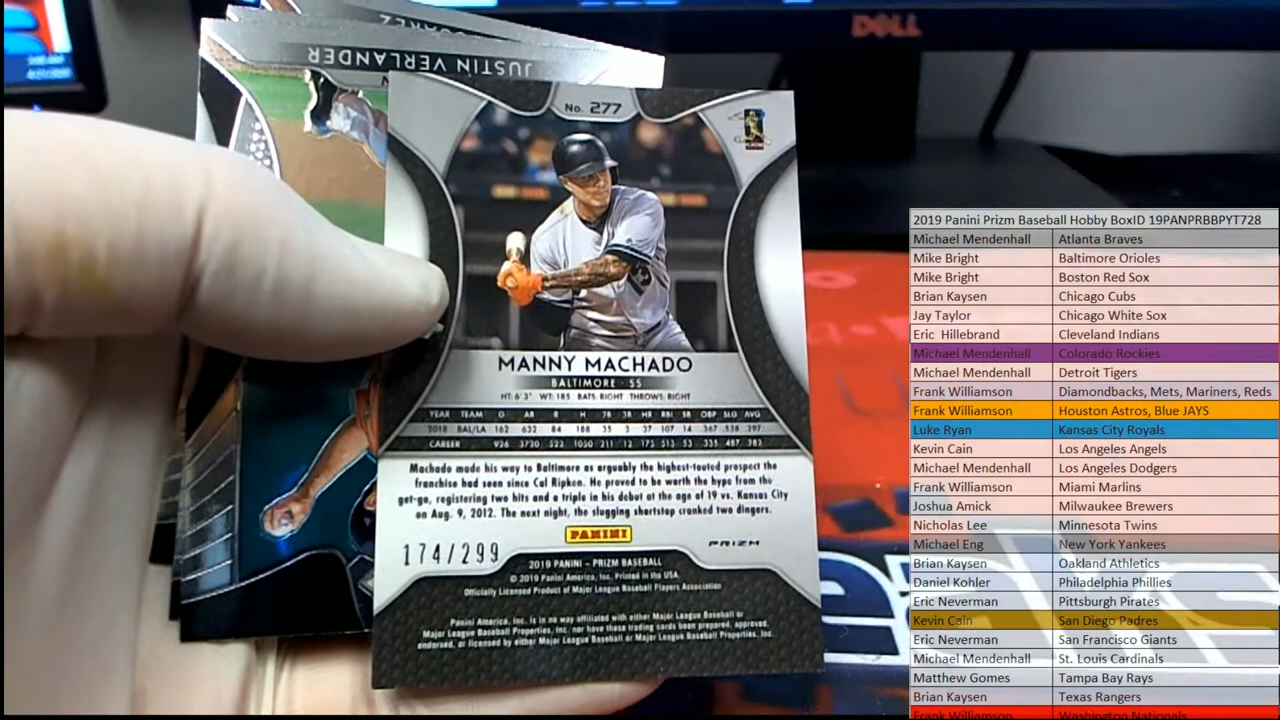 DELL
SUAREZ
JUSTIN VERLANDER
No. 277
MANNY MACHADO
BALTIMORE · SS
HT: 6'3" WT: 185 BATS: RIGHT THROWS: RIGHT
YEAR TEAM G AB R H 2B 3B HR RBI SB OBP SLG AVG
2018 BAL/LA 162 632 84 188 35 3 37 107 14 .367 .538 .297
CAREER 926 3720 522 1050 211 12 175 513 53 .335 .487 .282
Machado made his way to Baltimore as arguably the highest-touted prospect the
franchise had seen since Cal Ripken. He proved to be worth the hype from the
get-go, registering two hits and a triple in his debut at the age of 19 vs. Kansas City
on Aug. 9, 2012. The next night, the slugging shortstop cranked two dingers.
PANINI
174/299
PRIZM
2019 PANINI - PRIZM BASEBALL
© 2019 Panini America, Inc. Printed in the USA.
Officially Licensed Product of Major League Baseball Players Association
Panini America, Inc. is in no way affiliated with either Major League Baseball or
Major League Baseball Properties, Inc. nor have these trading cards been prepared, approved,
endorsed, or licensed by either Major League Baseball or Major League Baseball Properties, Inc.
2019 Panini Prizm Baseball Hobby BoxID 19PANPRBBPYT728
Michael Mendenhall Atlanta Braves
Mike Bright Baltimore Orioles
Mike Bright Boston Red Sox
Brian Kaysen Chicago Cubs
Jay Taylor Chicago White Sox
Eric Hillebrand Cleveland Indians
Michael Mendenhall Colorado Rockies
Michael Mendenhall Detroit Tigers
Frank Williamson Diamondbacks, Mets, Mariners, Reds
Frank Williamson Houston Astros, Blue JAYS
Luke Ryan Kansas City Royals
Kevin Cain Los Angeles Angels
Michael Mendenhall Los Angeles Dodgers
Frank Williamson Miami Marlins
Joshua Amick Milwaukee Brewers
Nicholas Lee Minnesota Twins
Michael Eng New York Yankees
Brian Kaysen Oakland Athletics
Daniel Kohler Philadelphia Phillies
Eric Neverman Pittsburgh Pirates
Kevin Cain San Diego Padres
Eric Neverman San Francisco Giants
Michael Mendenhall St. Louis Cardinals
Matthew Gomes Tampa Bay Rays
Brian Kaysen Texas Rangers
Frank Williamson Washington Nationals